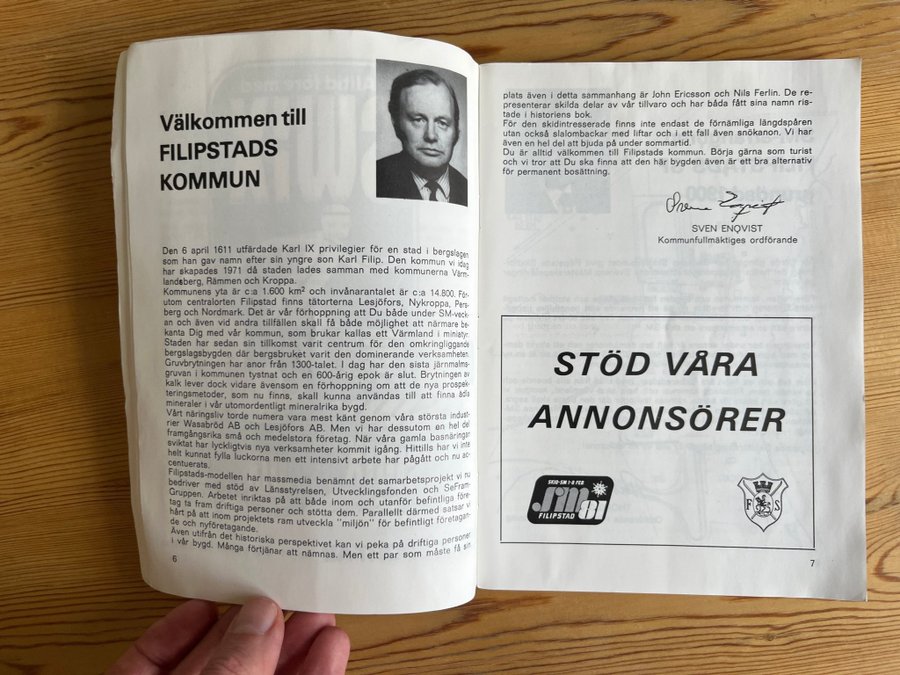 Välkommen till
FILIPSTADS
KOMMUN
Den 6 april 1611 utfärdade Karl IX privilegier för en stad i bergslagen
som han gav namn efter sin yngre son Karl Filip. Den kommun vi idag
har skapades 1971 då staden lades samman med kommunerna Värm-
landsberg, Rämmen och Kroppa.
Kommunens yta är c:a 1.600 km² och invånarantalet är c:a 14.800. För-
utom centralorten Filipstad finns tätorterna Lesjöfors, Nykroppa, Pers-
berg och Nordmark. Det är vår förhoppning att Du både under SM-vec-
kan och även vid andra tillfällen skall få både möjlighet att närmare be-
kanta Dig med vår kommun, som brukar kallas ett Värmland i ministyr.
Staden har sedan sin tillkomst varit centrum för den omkringliggande
bergslagsbygden där bergsbruket varit den dominerande verksamheten.
Gruvbrytningen har anor från 1300-talet. I dag har den sista järnmalms-
gruvan i kommunen tystnat och en 600-årig epok är slut. Brytningen av
kalk lever dock vidare ävensom en förhoppning om att de nya prospek-
teringsmetoder, som nu finns, skall kunna användas till att finna ädla
mineraler i vår utomordentligt mineralrika bygd.
Vårt näringsliv torde numera vara mest känt genom våra största indust-
rier Wasabröd AB och Lesjöfors AB. Men vi har dessutom en hel del
framgångsrika små och medelstora företag. När våra gamla basnäringar
sviktat har lyckligtvis nya verksamheter kommit igång. Hittills har vi inte
helt kunnat fylla luckorna men ett intensivt arbete har pågått och nu ac-
centuerats.
Filipstads-modellen har massmedia benämnt det samarbetsprojekt vi nu
bedriver med stöd av Länsstyrelsen, Utvecklingsfonden och SeFram-
Gruppen. Arbetet inriktas på att både inom och utanför befintliga före-
tag ta fram driftiga personer och stötta dem. Parallellt därmed satsar vi
hårt på att inom projektets ram utveckla "miljön" för befintligt företagan-
de och nyföretagande.
Även utifrån det historiska perspektivet kan vi peka på driftiga personer
i vår bygd. Många förtjänar att nämnas. Men ett par som måste få sin
6
plats även i detta sammanhang är John Ericsson och Nils Ferlin. De re-
presenterar skilda delar av vår tillvaro och har båda fått sina namn ris-
tade i historiens bok.
För den skidintresserade finns inte endast de förnämliga längdspåren
utan också slalombackar med liftar och i ett fall även snökanon. Vi har
även en hel del att bjuda på under sommartid.
Du är alltid välkommen till Filipstads kommun. Börja gärna som turist
och vi tror att Du ska finna att den här bygden även är ett bra alternativ
för permanent bosättning.
SVEN ENQVIST
Kommunfullmäktiges ordförande
STÖD VÅRA
ANNONSÖRER
SKID-SM 1-8 FEB
SM 81
FILIPSTAD
F S
7